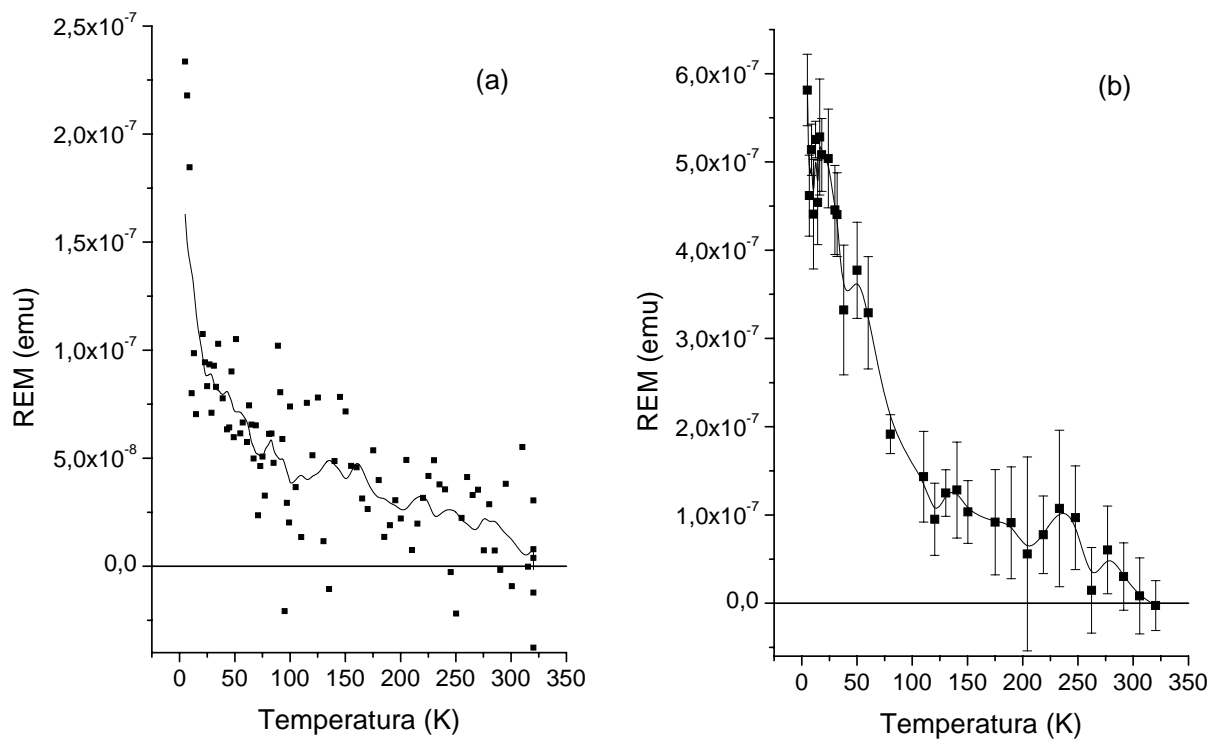 (a)
2,5x10-7
2,0x10-7
1,5x10-7
1,0x10-7
5,0x10-8
0,0
REM (emu)
0 50 100 150 200 250 300 350
Temperatura (K)
(b)
6,0x10-7
5,0x10-7
4,0x10-7
3,0x10-7
2,0x10-7
1,0x10-7
0,0
REM (emu)
0 50 100 150 200 250 300 350
Temperatura (K)